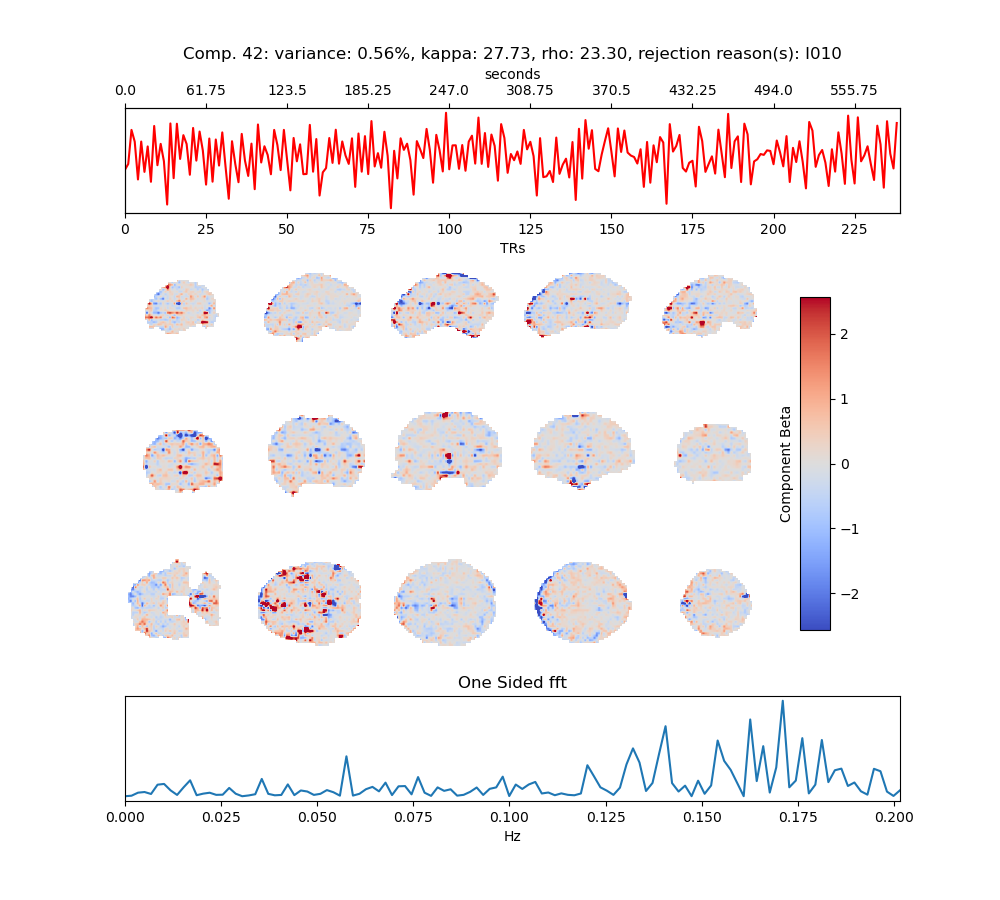 Comp. 42: variance: 0.56%, kappa: 27.73, rho: 23.30, rejection reason(s): I010
seconds
0.0 61.75 123.5 185.25 247.0 308.75 370.5 432.25 494.0 555.75
0 25 50 75 100 125 150 175 200 225
TRs
2
1
0
−1
−2
Component Beta
One Sided fft
0.000 0.025 0.050 0.075 0.100 0.125 0.150 0.175 0.200
Hz